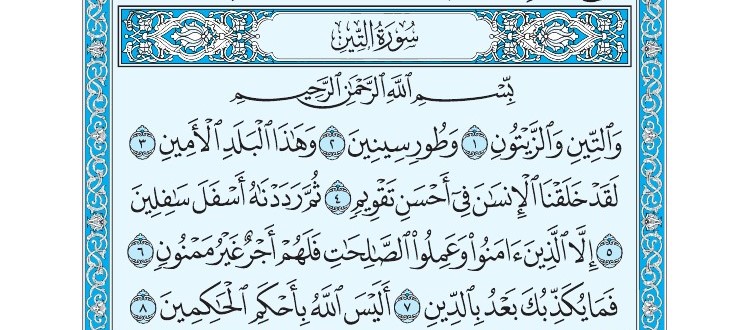 سُورَةُ ٱلتِّينِ
بِسْمِ ٱللَّهِ ٱلرَّحْمَٰنِ ٱلرَّحِيمِ
وَٱلتِّينِ وَٱلزَّيْتُونِ ١ وَطُورِ سِينِينَ ٢ وَهَٰذَا ٱلْبَلَدِ ٱلْأَمِينِ ٣
لَقَدْ خَلَقْنَا ٱلْإِنسَٰنَ فِىٓ أَحْسَنِ تَقْوِيمٍ ٤ ثُمَّ رَدَدْنَٰهُ أَسْفَلَ سَٰفِلِينَ
٥ إِلَّا ٱلَّذِينَ ءَامَنُوا۟ وَعَمِلُوا۟ ٱلصَّٰلِحَٰتِ فَلَهُمْ أَجْرٌ غَيْرُ مَمْنُونٍ ٦
فَمَا يُكَذِّبُكَ بَعْدُ بِٱلدِّينِ ٧ أَلَيْسَ ٱللَّهُ بِأَحْكَمِ ٱلْحَٰكِمِينَ ٨